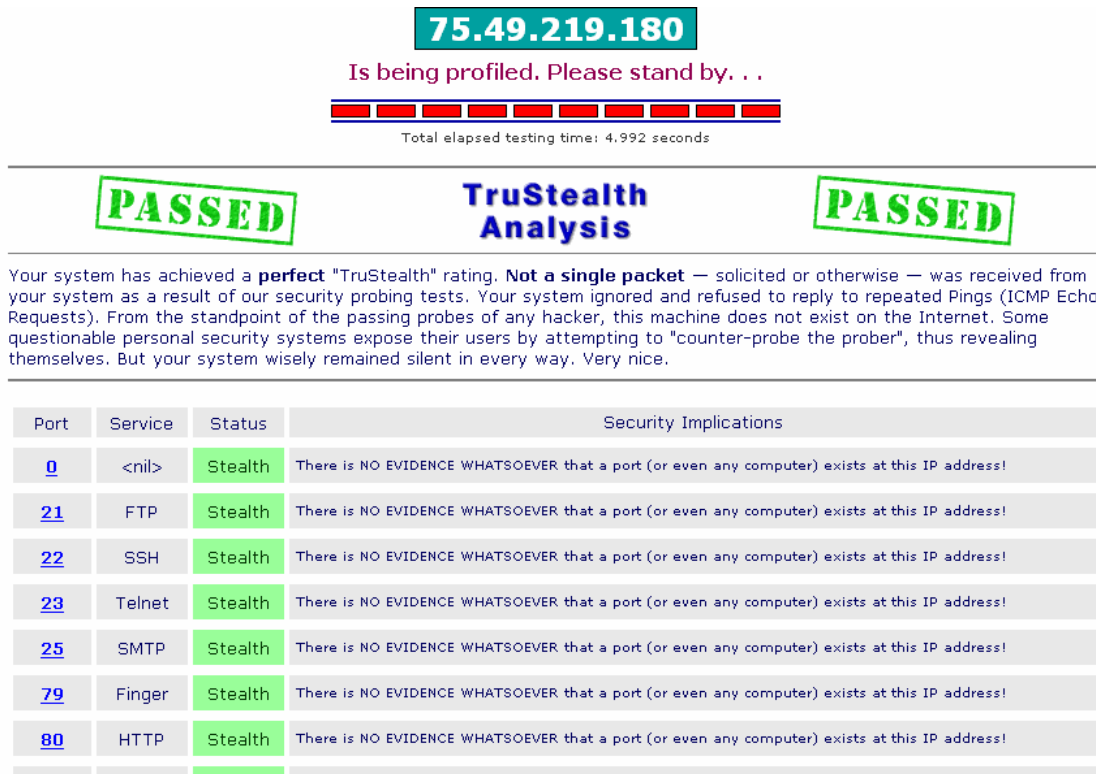 75.49.219.180
Is being profiled. Please stand by. . .
Total elapsed testing time: 4.992 seconds
PASSED TruStealth Analysis PASSED
Your system has achieved a perfect "TruStealth" rating. Not a single packet — solicited or otherwise — was received from
your system as a result of our security probing tests. Your system ignored and refused to reply to repeated Pings (ICMP Echo
Requests). From the standpoint of the passing probes of any hacker, this machine does not exist on the Internet. Some
questionable personal security systems expose their users by attempting to "counter-probe the prober", thus revealing
themselves. But your system wisely remained silent in every way. Very nice.
Port Service Status Security Implications
0 <nil> Stealth There is NO EVIDENCE WHATSOEVER that a port (or even any computer) exists at this IP address!
21 FTP Stealth There is NO EVIDENCE WHATSOEVER that a port (or even any computer) exists at this IP address!
22 SSH Stealth There is NO EVIDENCE WHATSOEVER that a port (or even any computer) exists at this IP address!
23 Telnet Stealth There is NO EVIDENCE WHATSOEVER that a port (or even any computer) exists at this IP address!
25 SMTP Stealth There is NO EVIDENCE WHATSOEVER that a port (or even any computer) exists at this IP address!
79 Finger Stealth There is NO EVIDENCE WHATSOEVER that a port (or even any computer) exists at this IP address!
80 HTTP Stealth There is NO EVIDENCE WHATSOEVER that a port (or even any computer) exists at this IP address!